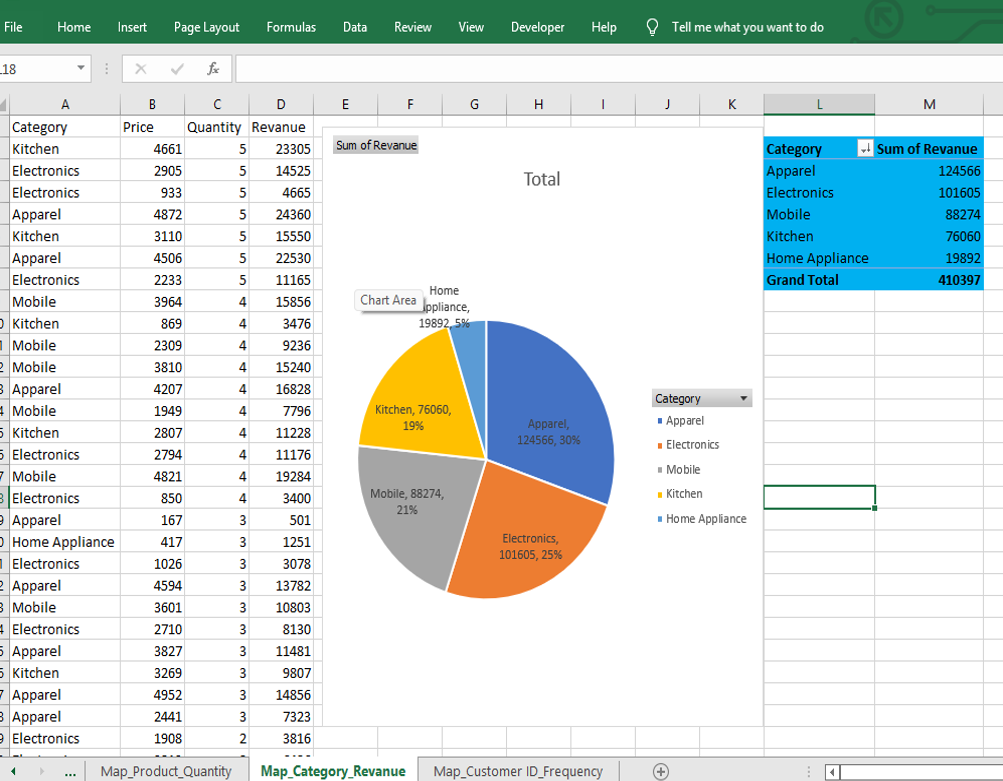 File Home Insert Page Layout Formulas Data Review View Developer Help Tell me what you want to do
L18 fx
A B C D E F G H I J K L M
Category Price Quantity Revanue
Kitchen 4661 5 23305
Electronics 2905 5 14525
Electronics 933 5 4665
Apparel 4872 5 24360
Kitchen 3110 5 15550
Apparel 4506 5 22530
Electronics 2233 5 11165
Mobile 3964 4 15856
Kitchen 869 4 3476
Mobile 2309 4 9236
Mobile 3810 4 15240
Apparel 4207 4 16828
Mobile 1949 4 7796
Kitchen 2807 4 11228
Electronics 2794 4 11176
Mobile 4821 4 19284
Electronics 850 4 3400
Apparel 167 3 501
Home Appliance 417 3 1251
Electronics 1026 3 3078
Apparel 4594 3 13782
Mobile 3601 3 10803
Electronics 2710 3 8130
Apparel 3827 3 11481
Kitchen 3269 3 9807
Apparel 4952 3 14856
Apparel 2441 3 7323
Electronics 1908 2 3816
Sum of Revanue
Total
Chart Area
Home
ppliance,
19892, 5%
Kitchen, 76060,
19%
Apparel,
124566, 30%
Mobile, 88274,
21%
Electronics,
101605, 25%
Category
Apparel
Electronics
Mobile
Kitchen
Home Appliance
Category Sum of Revanue
Apparel 124566
Electronics 101605
Mobile 88274
Kitchen 76060
Home Appliance 19892
Grand Total 410397
... Map_Product_Quantity Map_Category_Revanue Map_Customer ID_Frequency